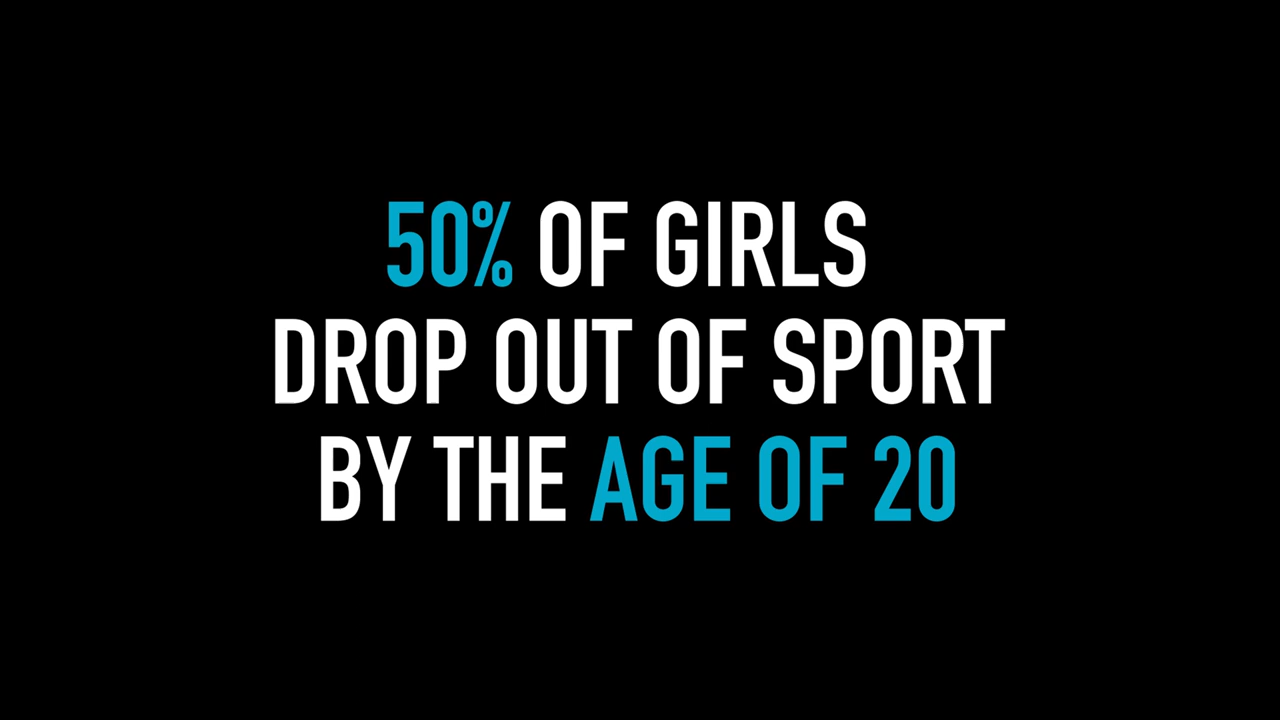 50% OF GIRLS
DROP OUT OF SPORT
BY THE AGE OF 20